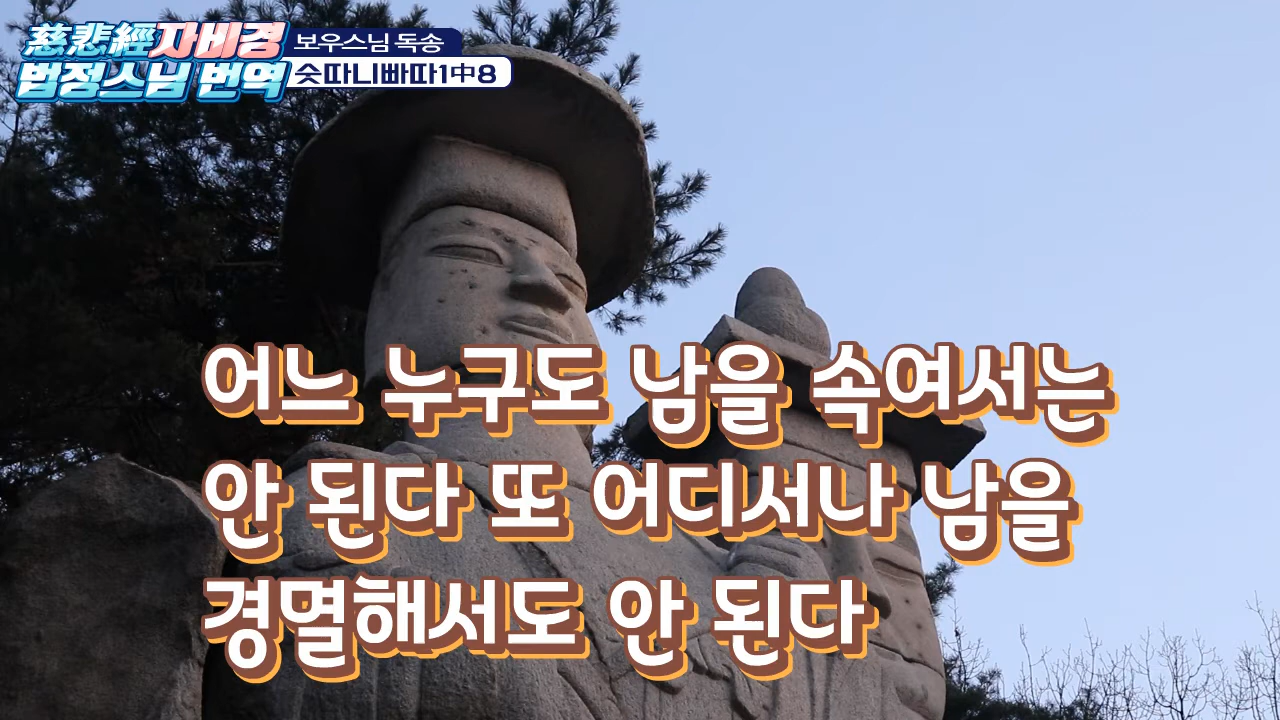 慈悲經자비경
보우스님 독송
법정스님 번역
숫따니빠따1中8
어느 누구도 남을 속여서는
안 된다 또 어디서나 남을
경멸해서도 안 된다